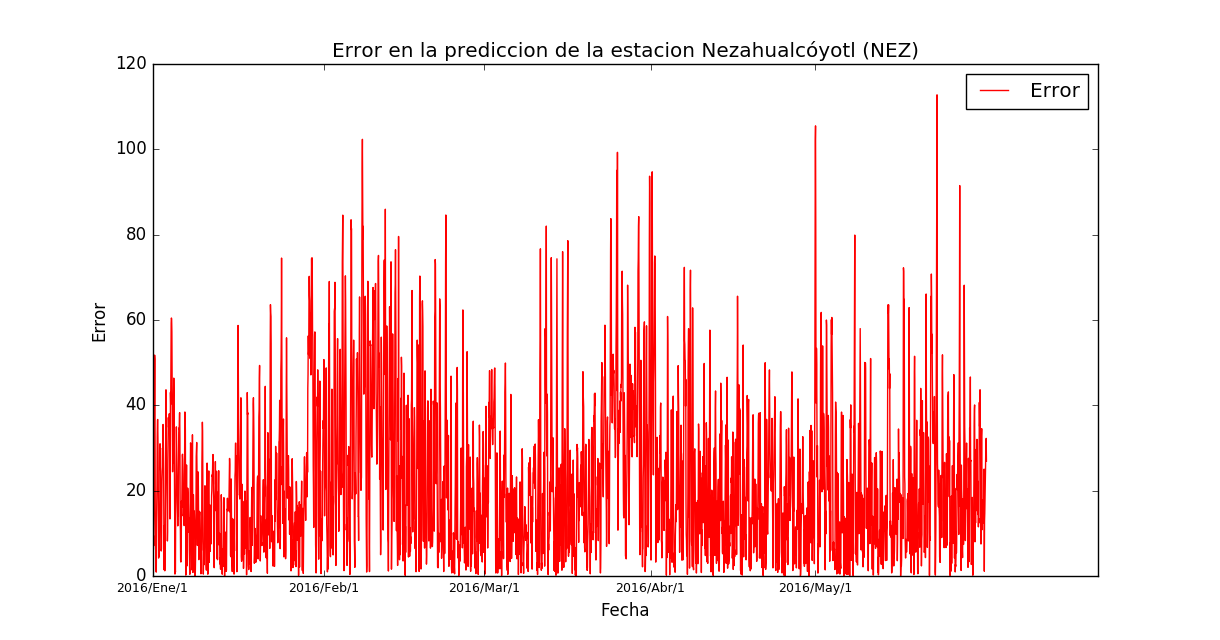 Error en la prediccion de la estacion Nezahualcóyotl (NEZ)
120
Error
100
80
60
40
20
0
Error
2016/Ene/1
2016/Feb/1
2016/Mar/1
2016/Abr/1
2016/May/1
Fecha